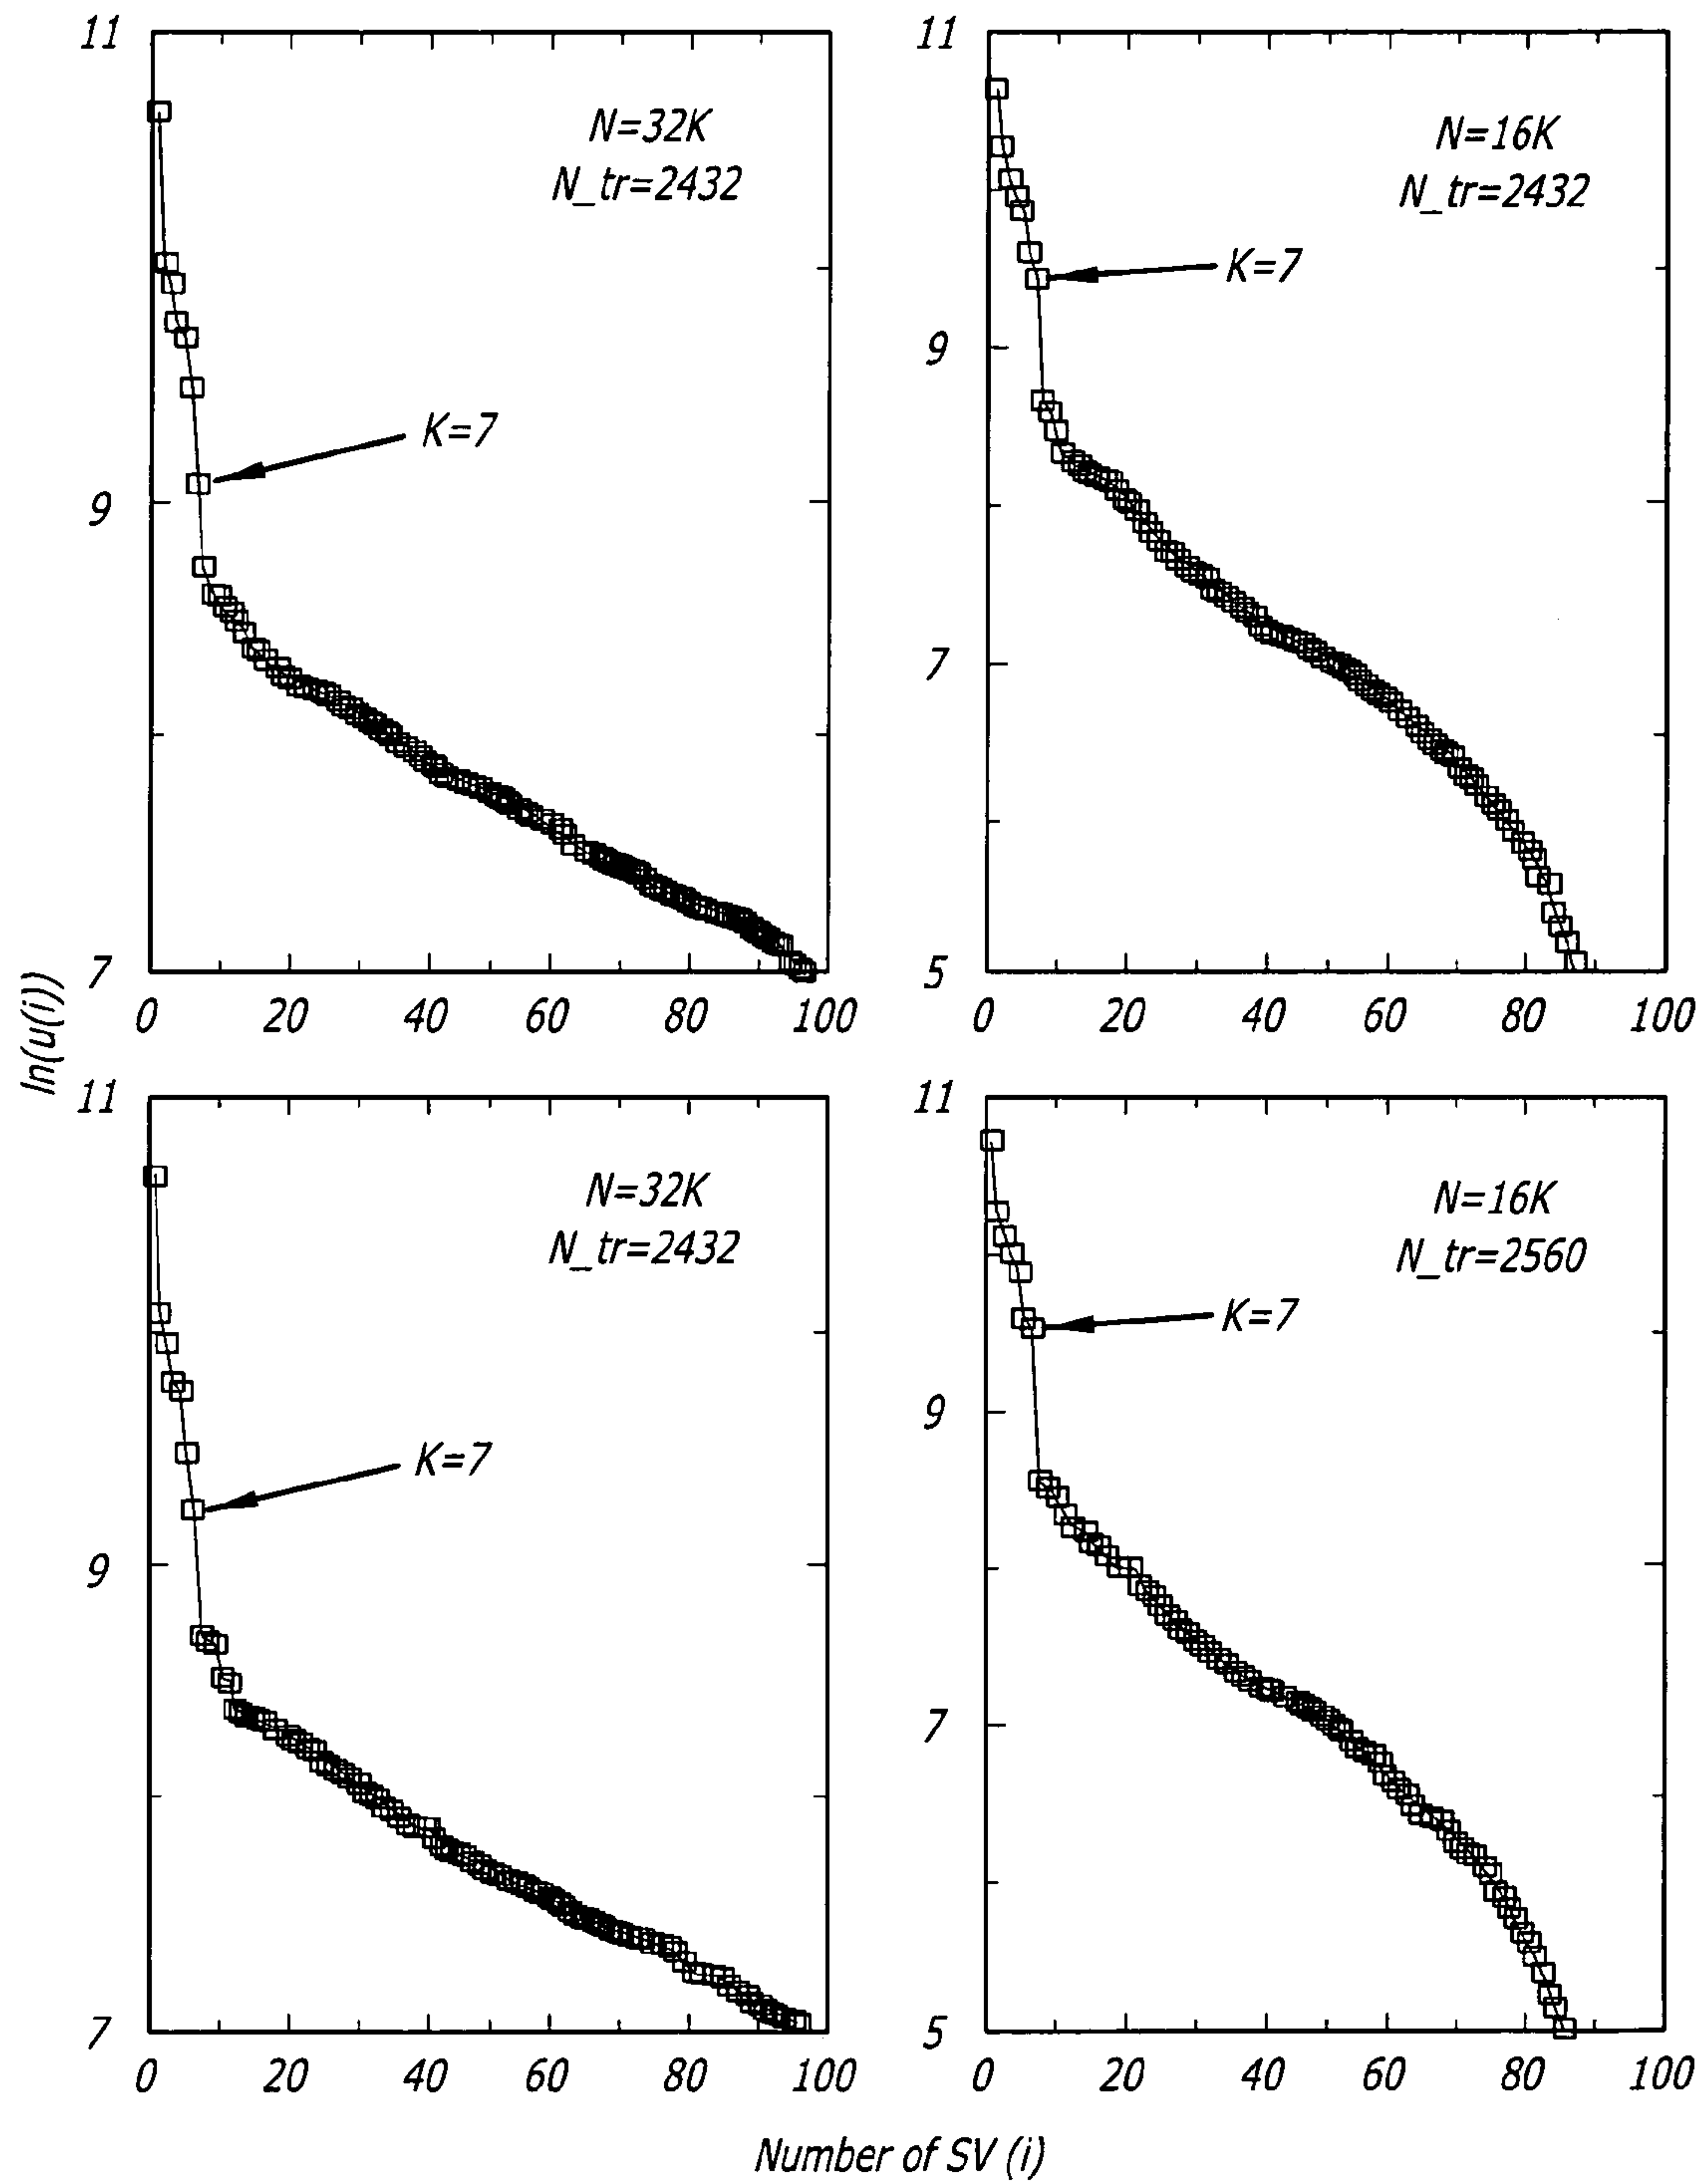 11
N=32K
N_tr=2432
K=7
9
7
0 20 40 60 80 100
11
N=16K
N_tr=2432
K=7
9
7
5
0 20 40 60 80 100
ln(u(i))
11
N=32K
N_tr=2432
K=7
9
7
0 20 40 60 80 100
11
N=16K
N_tr=2560
K=7
9
7
5
0 20 40 60 80 100
Number of SV (i)